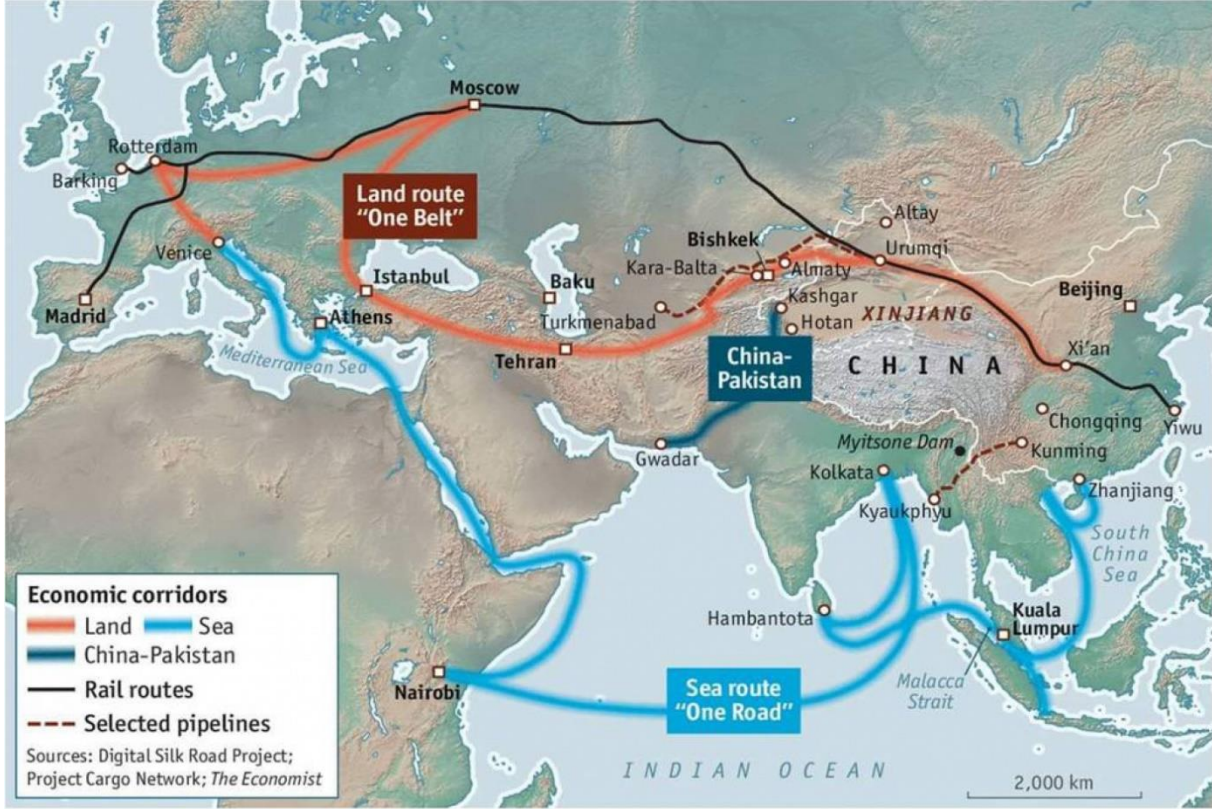 Moscow
Rotterdam
Barking
Land route
"One Belt"
Altay
Bishkek
Urumqi
Venice
Kara-Balta
Almaty
Istanbul
Baku
Kashgar
Beijing
Madrid
Athens
Turkmenabad
Hotan
XINJIANG
Mediterranean Sea
Tehran
China-
Pakistan
CHINA
Xi'an
Chongqing
Yiwu
Myitsone Dam
Kunming
Gwadar
Kolkata
Zhanjiang
Kyaukphyu
South
China
Sea
Economic corridors
Land Sea
China-Pakistan
Rail routes
Selected pipelines
Sources: Digital Silk Road Project;
Project Cargo Network; The Economist
Hambantota
Kuala
Lumpur
Nairobi
Sea route
"One Road"
Malacca
Strait
INDIAN OCEAN
2,000 km